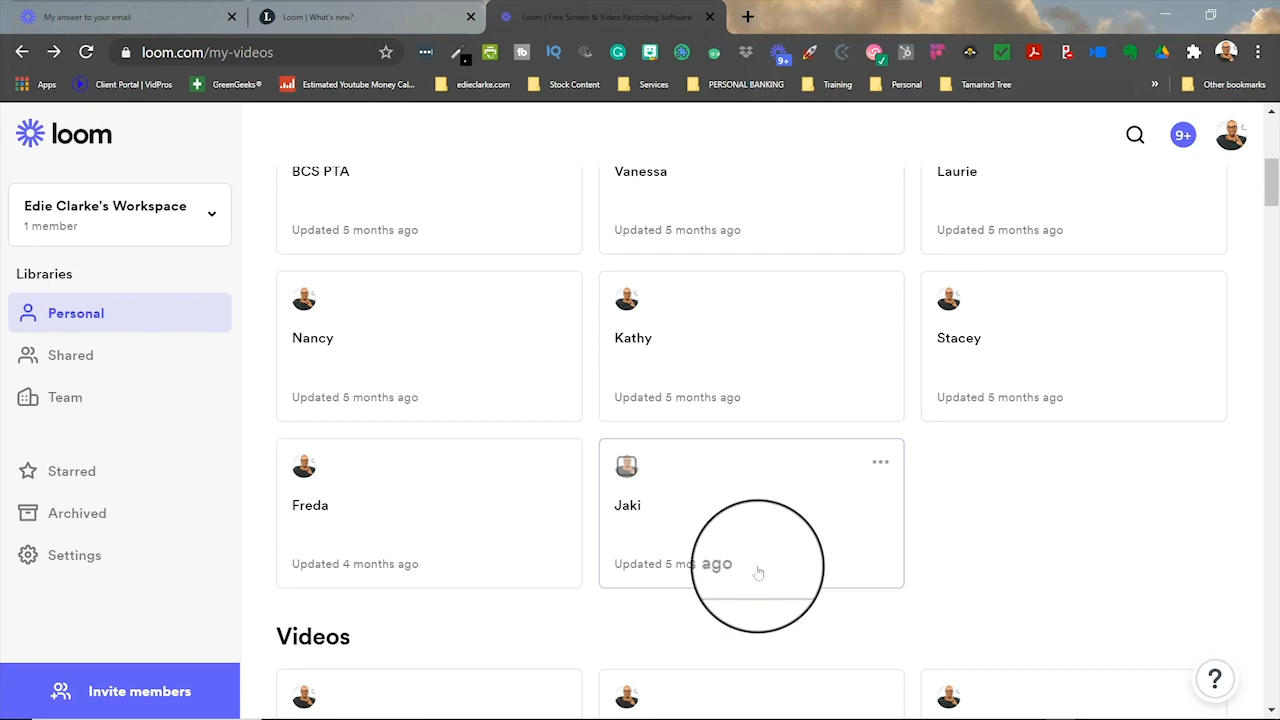 My answer to your email
Loom | What's new?
Loom | Free Screen & Video Recording Software
loom.com/my-videos
9+
Apps
Client Portal | VidPros
GreenGeeks®
Estimated Youtube Money Cal...
edieclarke.com
Stock Content
Services
PERSONAL BANKING
Training
Personal
Tamarind Tree
»
Other bookmarks
loom
9+
Edie Clarke's Workspace
1 member
Libraries
Personal
Shared
Team
Starred
Archived
Settings
Invite members
BCS PTA
Updated 5 months ago
Vanessa
Updated 5 months ago
Laurie
Updated 5 months ago
Nancy
Updated 5 months ago
Kathy
Updated 5 months ago
Stacey
Updated 5 months ago
Freda
Updated 4 months ago
Jaki
Updated 5 ago
Videos
?